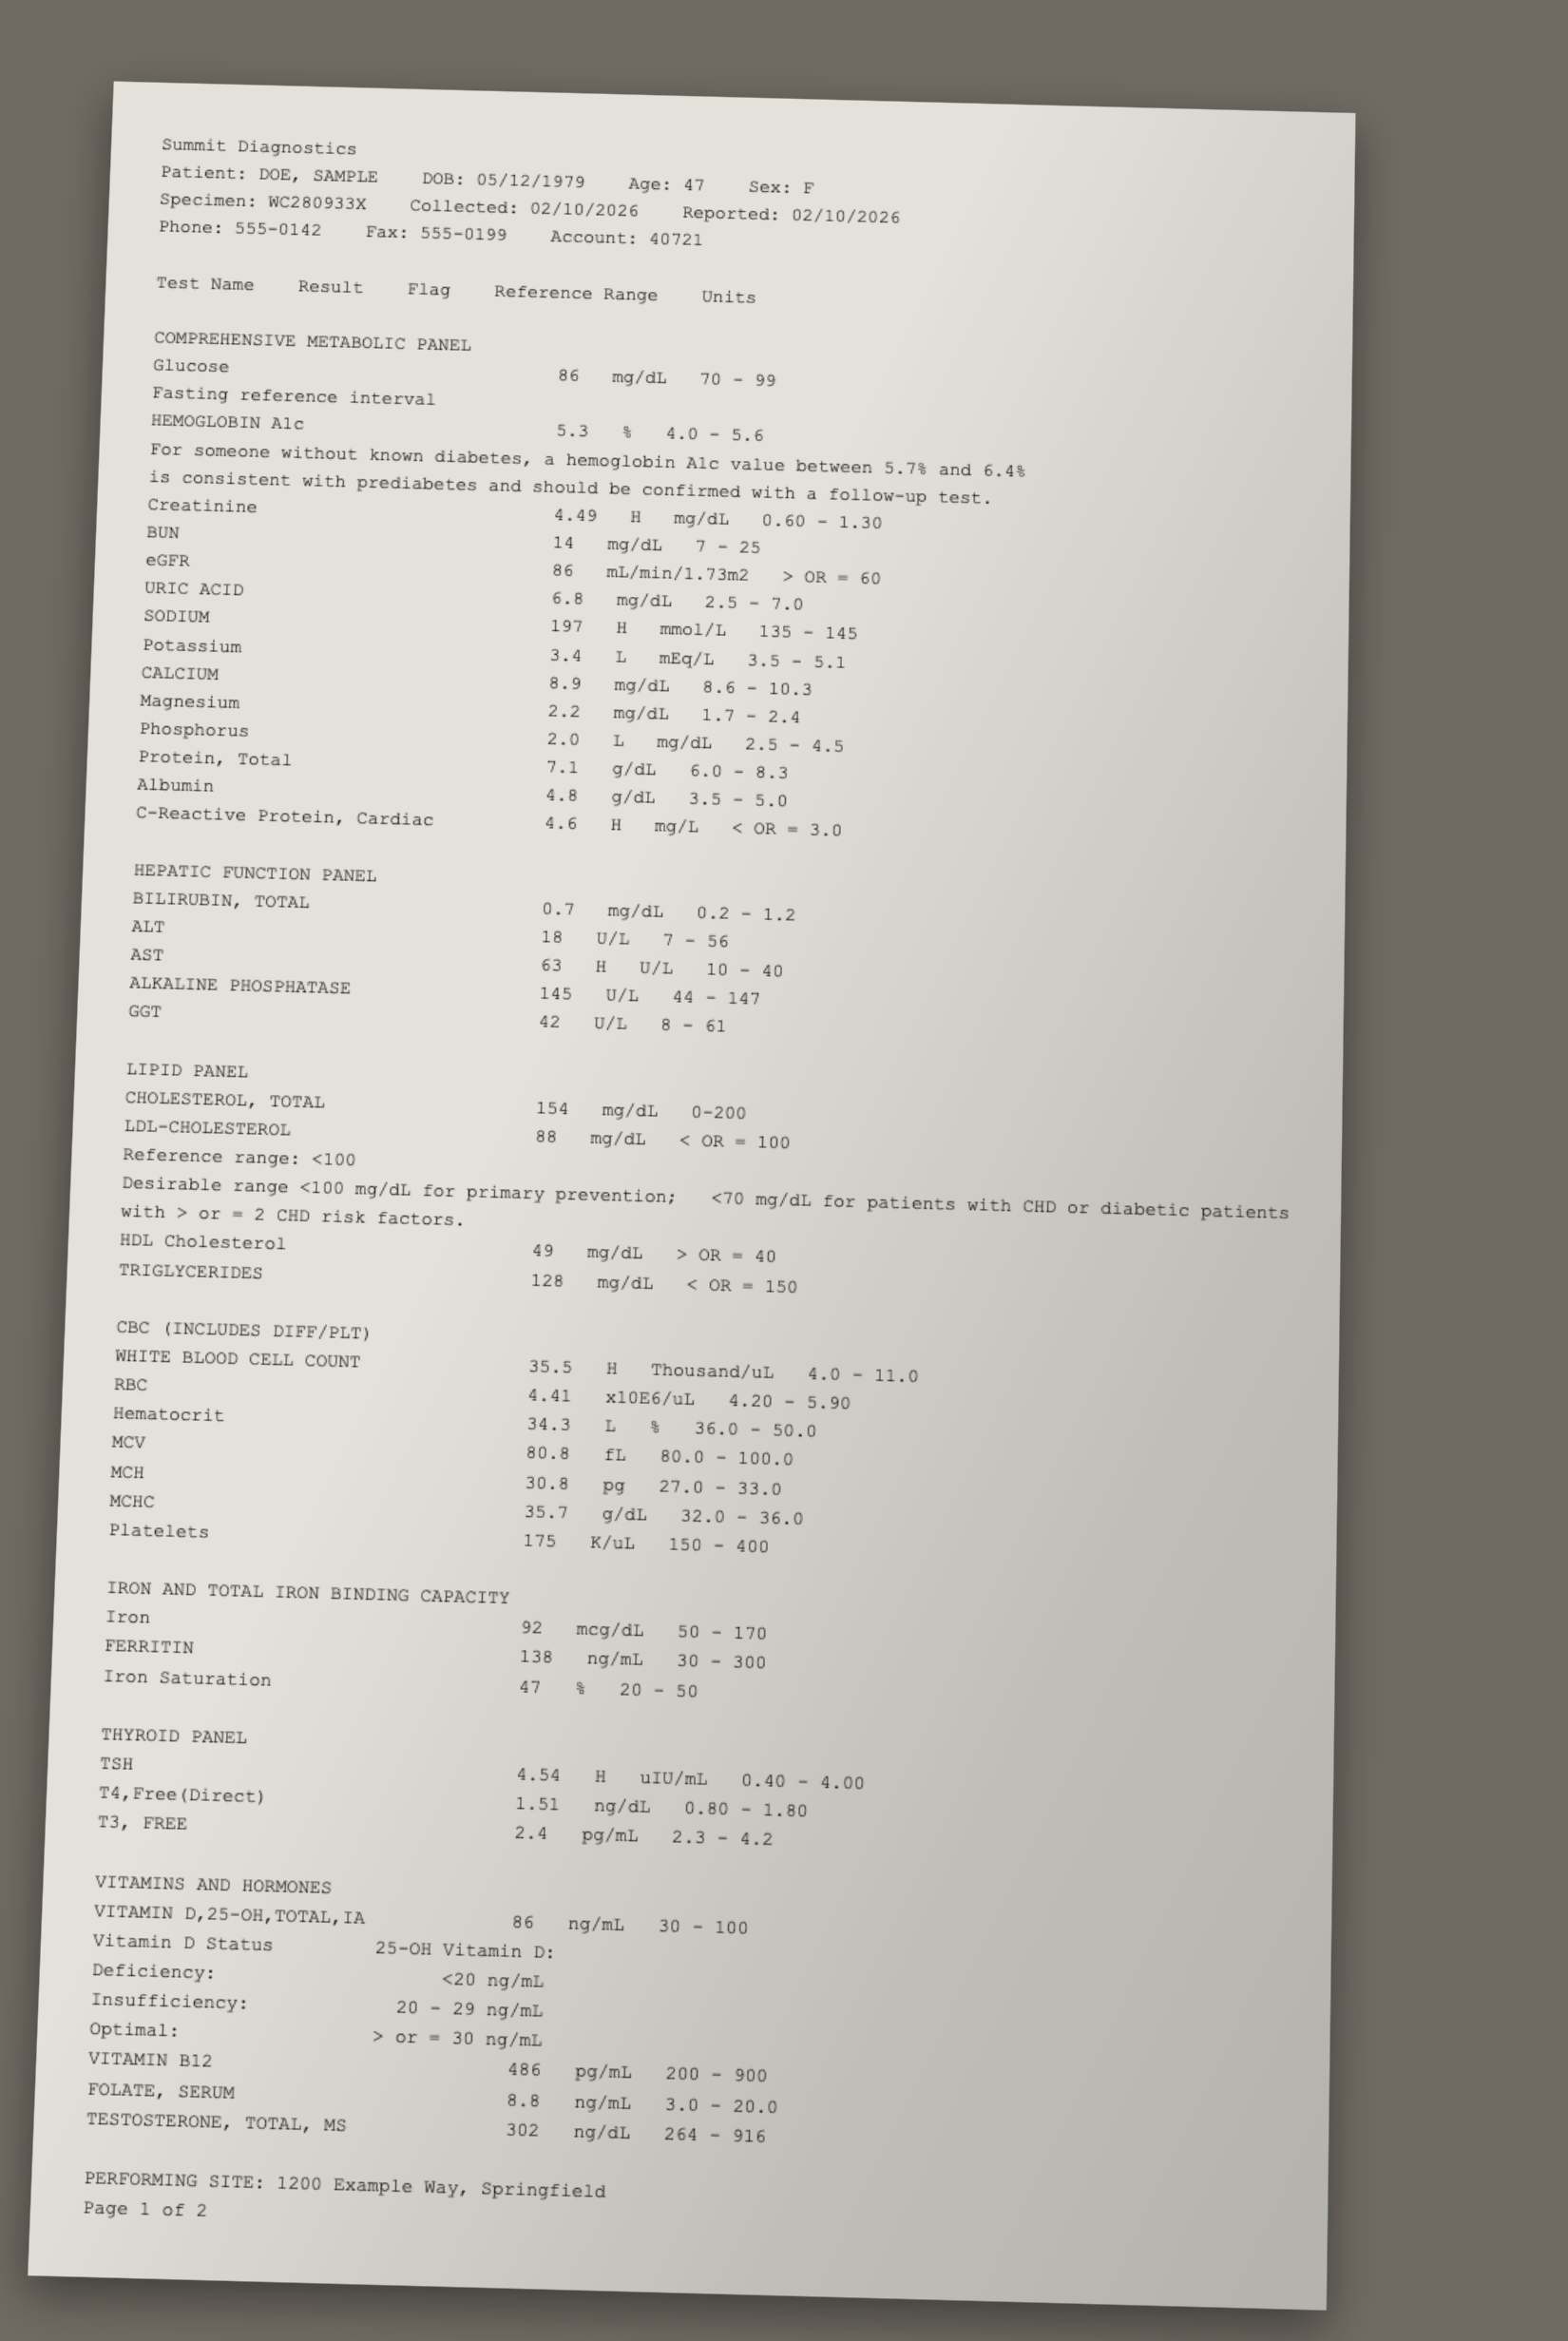 Summit Diagnostics
Patient: DOE, SAMPLE    DOB: 05/12/1979    Age: 47    Sex: F
Specimen: WC280933X    Collected: 02/10/2026    Reported: 02/10/2026
Phone: 555-0142    Fax: 555-0199    Account: 40721
Test Name    Result    Flag    Reference Range    Units
COMPREHENSIVE METABOLIC PANEL
Glucose    86    mg/dL    70 - 99
Fasting reference interval
HEMOGLOBIN A1c    5.3    %    4.0 - 5.6
For someone without known diabetes, a hemoglobin A1c value between 5.7% and 6.4%
is consistent with prediabetes and should be confirmed with a follow-up test.
Creatinine    4.49    H    mg/dL    0.60 - 1.30
BUN    14    mg/dL    7 - 25
eGFR    86    mL/min/1.73m2    > OR = 60
URIC ACID    6.8    mg/dL    2.5 - 7.0
SODIUM    197    H    mmol/L    135 - 145
Potassium    3.4    L    mEq/L    3.5 - 5.1
CALCIUM    8.9    mg/dL    8.6 - 10.3
Magnesium    2.2    mg/dL    1.7 - 2.4
Phosphorus    2.0    L    mg/dL    2.5 - 4.5
Protein, Total    7.1    g/dL    6.0 - 8.3
Albumin    4.8    g/dL    3.5 - 5.0
C-Reactive Protein, Cardiac    4.6    H    mg/L    < OR = 3.0
HEPATIC FUNCTION PANEL
BILIRUBIN, TOTAL    0.7    mg/dL    0.2 - 1.2
ALT    18    U/L    7 - 56
AST    63    H    U/L    10 - 40
ALKALINE PHOSPHATASE    145    U/L    44 - 147
GGT    42    U/L    8 - 61
LIPID PANEL
CHOLESTEROL, TOTAL    154    mg/dL    0-200
LDL-CHOLESTEROL    88    mg/dL    < OR = 100
Reference range: <100
Desirable range <100 mg/dL for primary prevention;    <70 mg/dL for patients with CHD or diabetic patients
with > or = 2 CHD risk factors.
HDL Cholesterol    49    mg/dL    > OR = 40
TRIGLYCERIDES    128    mg/dL    < OR = 150
CBC (INCLUDES DIFF/PLT)
WHITE BLOOD CELL COUNT    35.5    H    Thousand/uL    4.0 - 11.0
RBC    4.41    x10E6/uL    4.20 - 5.90
Hematocrit    34.3    L    %    36.0 - 50.0
MCV    80.8    fL    80.0 - 100.0
MCH    30.8    pg    27.0 - 33.0
MCHC    35.7    g/dL    32.0 - 36.0
Platelets    175    K/uL    150 - 400
IRON AND TOTAL IRON BINDING CAPACITY
Iron    92    mcg/dL    50 - 170
FERRITIN    138    ng/mL    30 - 300
Iron Saturation    47    %    20 - 50
THYROID PANEL
TSH    4.54    H    uIU/mL    0.40 - 4.00
T4,Free(Direct)    1.51    ng/dL    0.80 - 1.80
T3, FREE    2.4    pg/mL    2.3 - 4.2
VITAMINS AND HORMONES
VITAMIN D,25-OH,TOTAL,IA    86    ng/mL    30 - 100
Vitamin D Status    25-OH Vitamin D:
Deficiency:    <20 ng/mL
Insufficiency:    20 - 29 ng/mL
Optimal:    > or = 30 ng/mL
VITAMIN B12    486    pg/mL    200 - 900
FOLATE, SERUM    8.8    ng/mL    3.0 - 20.0
TESTOSTERONE, TOTAL, MS    302    ng/dL    264 - 916
PERFORMING SITE: 1200 Example Way, Springfield
Page 1 of 2